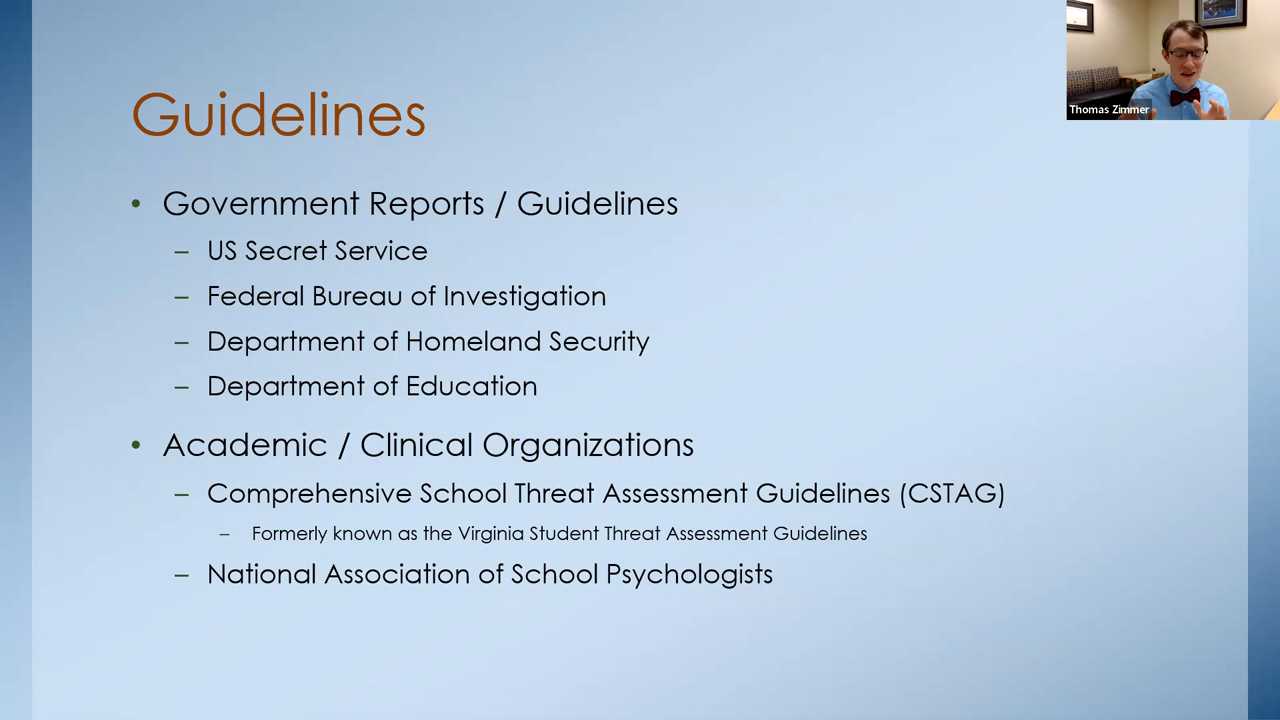 Thomas Zimmer
Guidelines
• Government Reports / Guidelines
– US Secret Service
– Federal Bureau of Investigation
– Department of Homeland Security
– Department of Education
• Academic / Clinical Organizations
– Comprehensive School Threat Assessment Guidelines (CSTAG)
– Formerly known as the Virginia Student Threat Assessment Guidelines
– National Association of School Psychologists